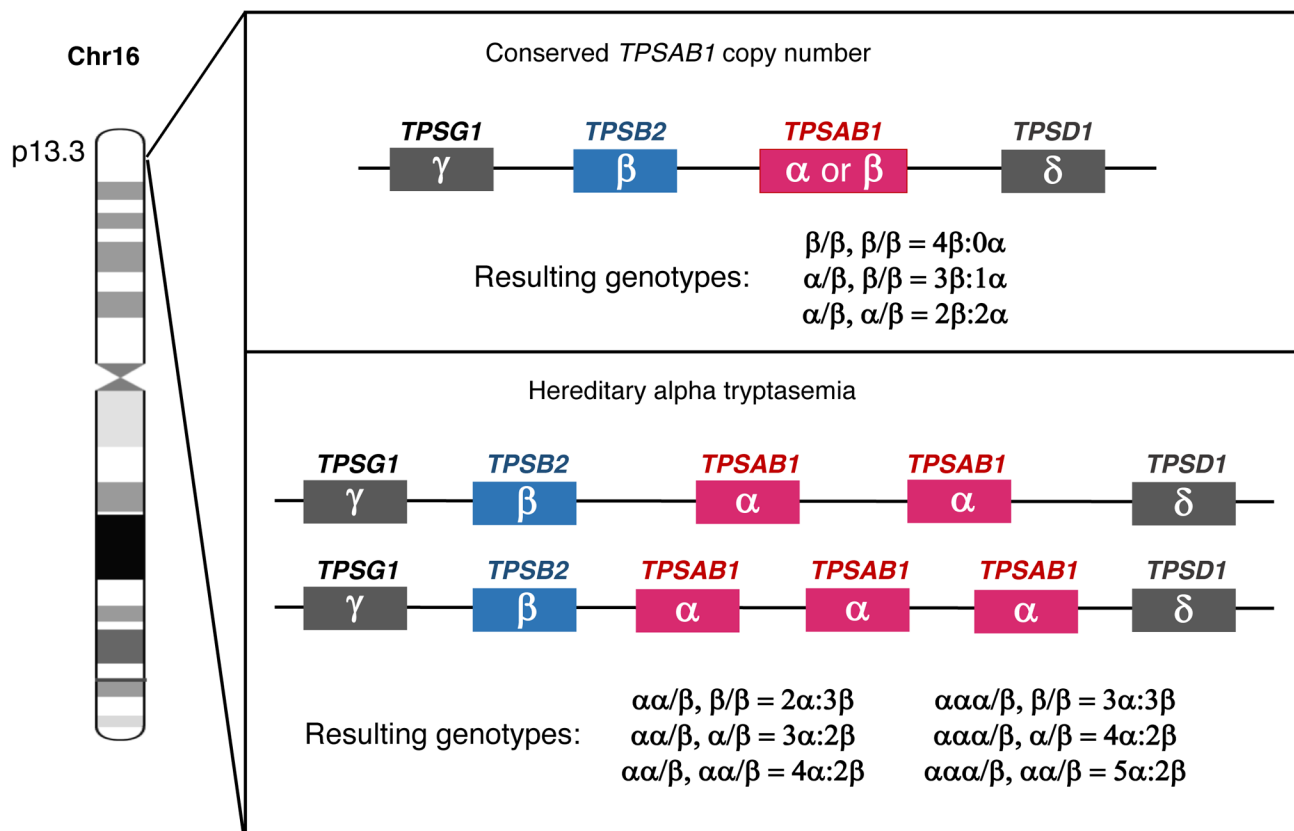 Chr16
p13.3
Conserved TPSAB1 copy number
TPSG1 TPSB2 TPSAB1 TPSD1
γ β α or β δ
Resulting genotypes:
β/β, β/β = 4β:0α
α/β, β/β = 3β:1α
α/β, α/β = 2β:2α
Hereditary alpha tryptasemia
TPSG1 TPSB2 TPSAB1 TPSAB1 TPSD1
γ β α α δ
TPSG1 TPSB2 TPSAB1 TPSAB1 TPSAB1 TPSD1
γ β α α α δ
Resulting genotypes:
αα/β, β/β = 2α:3β
αα/β, α/β = 3α:2β
αα/β, αα/β = 4α:2β
ααα/β, β/β = 3α:3β
ααα/β, α/β = 4α:2β
ααα/β, αα/β = 5α:2β